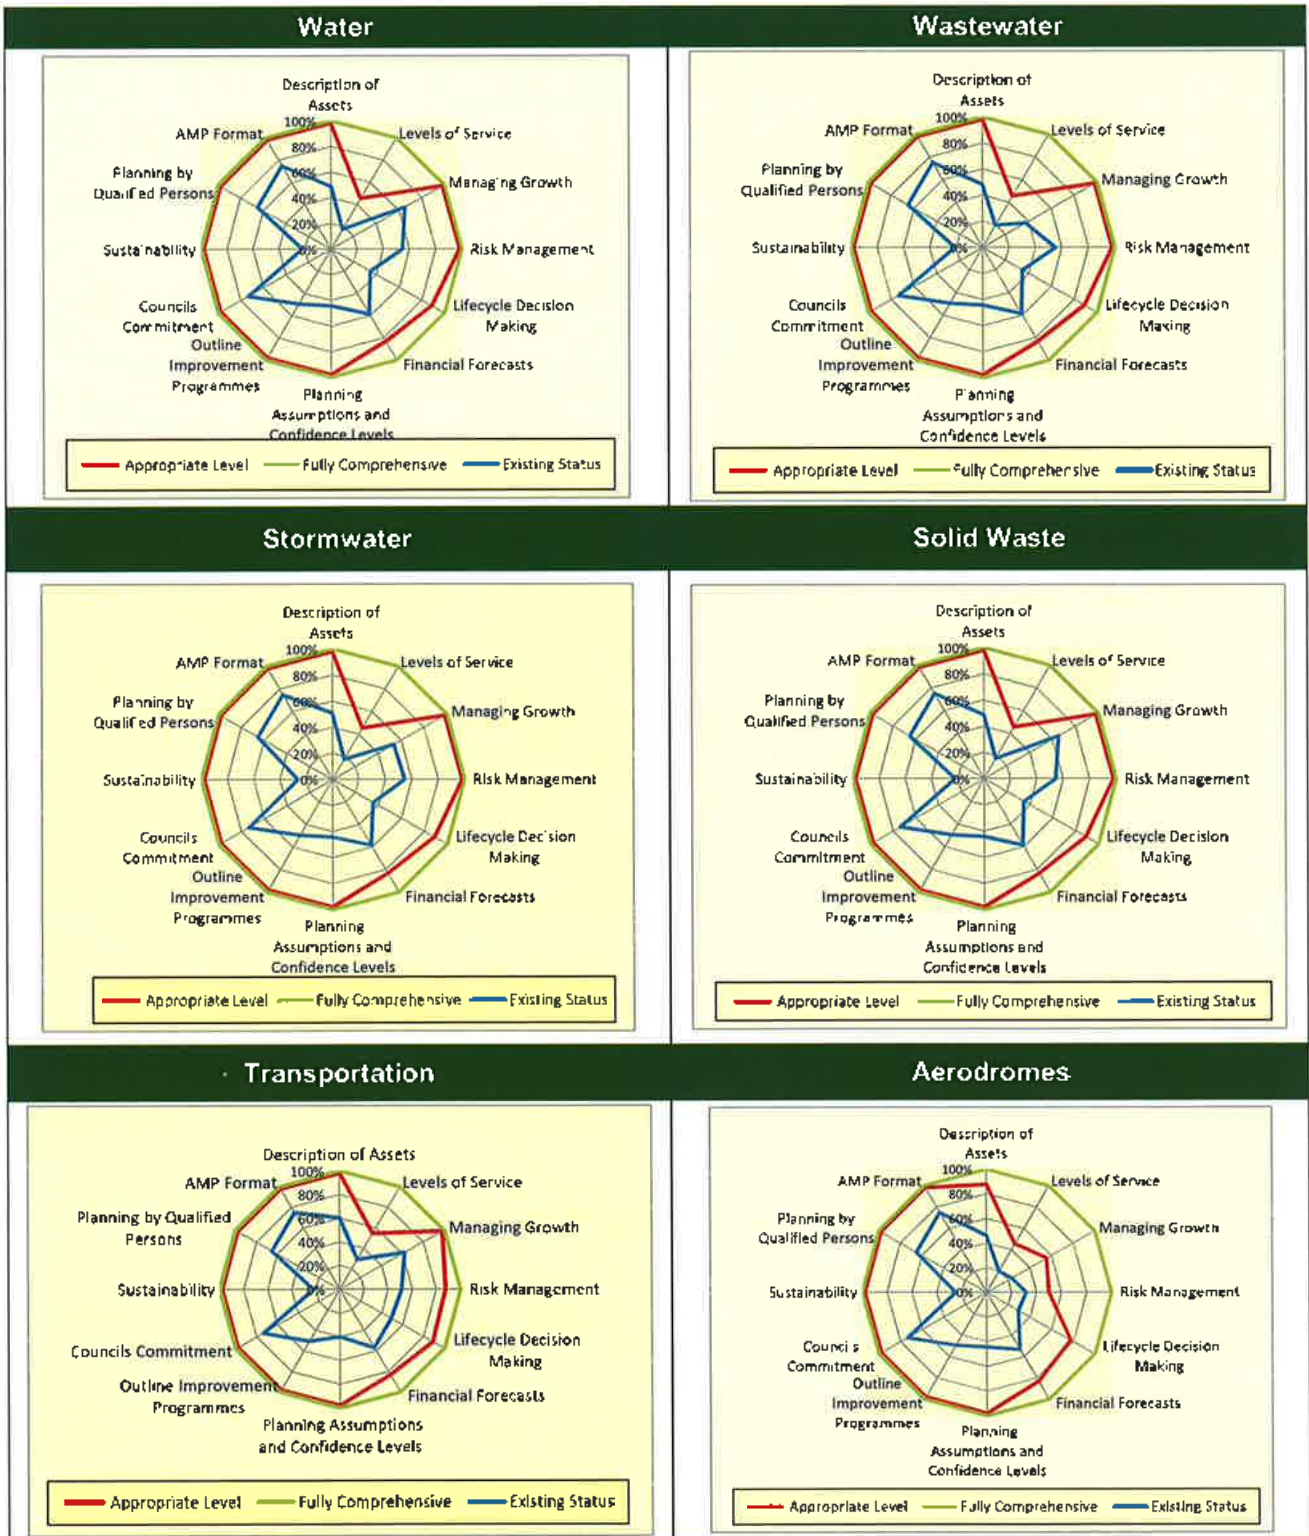 Water
Description of
Assets
100%
80%
60%
40%
20%
0%
Levels of Service
Managing Growth
Risk Management
Lifecycle Decision
Making
Financial Forecasts
Planning
Assumptions and
Confidence Levels
Outline
Improvement
Programmes
Councils
Commitment
Sustainability
Planning by
Qualified Persons
AMP Format
Appropriate Level
Fully Comprehensive
Existing Status
Wastewater
Description of
Assets
100%
80%
60%
40%
20%
0%
Levels of Service
Managing Growth
Risk Management
Lifecycle Decision
Making
Financial Forecasts
Planning
Assumptions and
Confidence Levels
Outline
Improvement
Programmes
Councils
Commitment
Sustainability
Planning by
Qualified Persons
AMP Format
Appropriate Level
Fully Comprehensive
Existing Status
Stormwater
Description of
Assets
100%
80%
60%
40%
20%
0%
Levels of Service
Managing Growth
Risk Management
Lifecycle Decision
Making
Financial Forecasts
Planning
Assumptions and
Confidence Levels
Outline
Improvement
Programmes
Councils
Commitment
Sustainability
Planning by
Qualified Persons
AMP Format
Appropriate Level
Fully Comprehensive
Existing Status
Solid Waste
Description of
Assets
100%
80%
60%
40%
20%
0%
Levels of Service
Managing Growth
Risk Management
Lifecycle Decision
Making
Financial Forecasts
Planning
Assumptions and
Confidence Levels
Outline
Improvement
Programmes
Councils
Commitment
Sustainability
Planning by
Qualified Persons
AMP Format
Appropriate Level
Fully Comprehensive
Existing Status
Transportation
Description of Assets
100%
80%
60%
40%
20%
0%
Levels of Service
Managing Growth
Risk Management
Lifecycle Decision
Making
Financial Forecasts
Planning Assumptions
and Confidence Levels
Outline Improvement
Programmes
Councils Commitment
Sustainability
Planning by Qualified
Persons
AMP Format
Appropriate Level
Fully Comprehensive
Existing Status
Aerodromes
Description of
Assets
100%
80%
60%
40%
20%
0%
Levels of Service
Managing Growth
Risk Management
Lifecycle Decision
Making
Financial Forecasts
Planning
Assumptions and
Confidence Levels
Outline
Improvement
Programmes
Councils
Commitment
Sustainability
Planning by
Qualified Persons
AMP Format
Appropriate Level
Fully Comprehensive
Existing Status